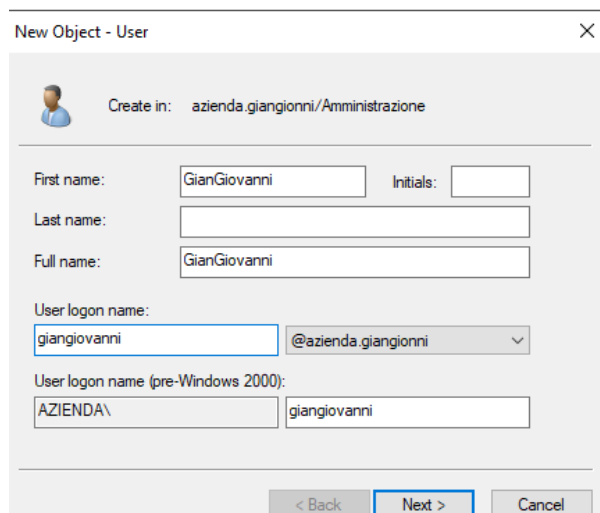 New Object - User
Create in: azienda.giangionni/Amministrazione
First name: GianGiovanni Initials:
Last name:
Full name: GianGiovanni
User logon name:
giangiovanni @azienda.giangionni
User logon name (pre-Windows 2000):
AZIENDA\ giangiovanni
< Back Next > Cancel